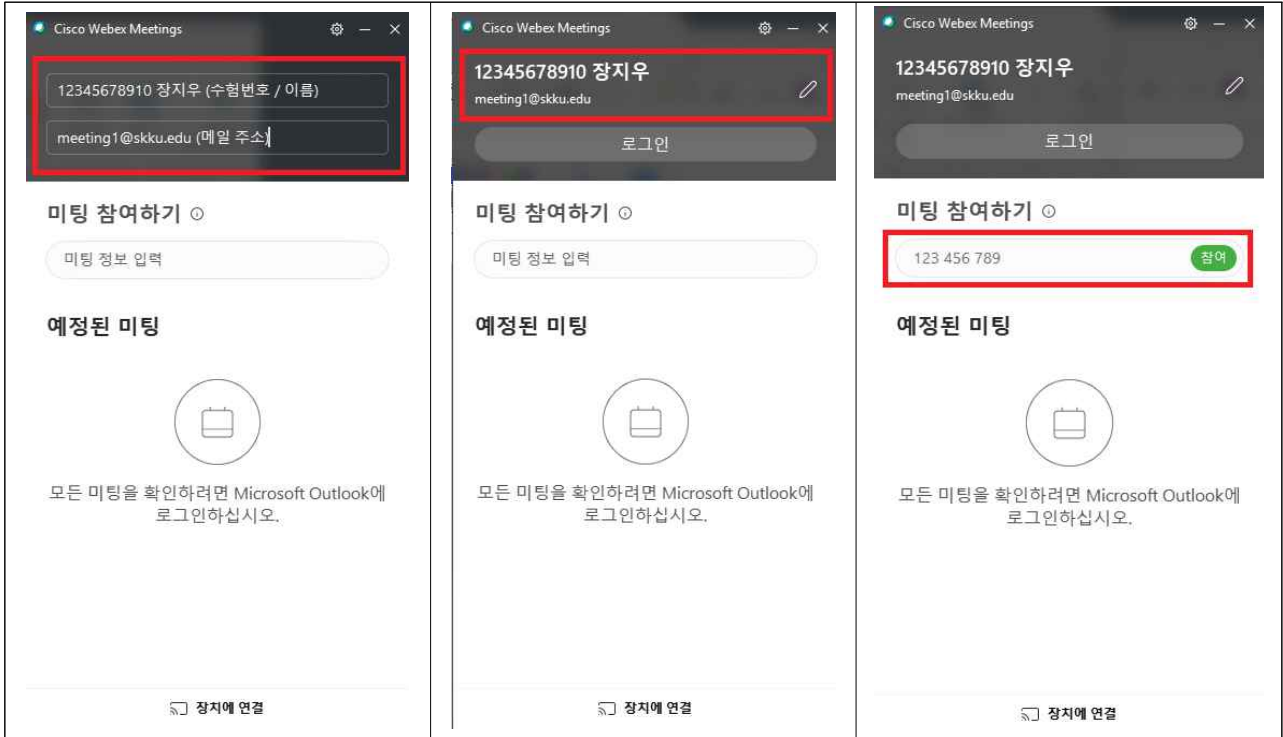 Cisco Webex Meetings
12345678910 장지우 (수험번호 / 이름)
meeting1@skku.edu (메일 주소)
미팅 참여하기
미팅 정보 입력
예정된 미팅
모든 미팅을 확인하려면 Microsoft Outlook에
로그인하십시오.
장치에 연결
Cisco Webex Meetings
12345678910 장지우
meeting1@skku.edu
로그인
미팅 참여하기
미팅 정보 입력
예정된 미팅
모든 미팅을 확인하려면 Microsoft Outlook에
로그인하십시오.
장치에 연결
Cisco Webex Meetings
12345678910 장지우
meeting1@skku.edu
로그인
미팅 참여하기
123 456 789 참여
예정된 미팅
모든 미팅을 확인하려면 Microsoft Outlook에
로그인하십시오.
장치에 연결